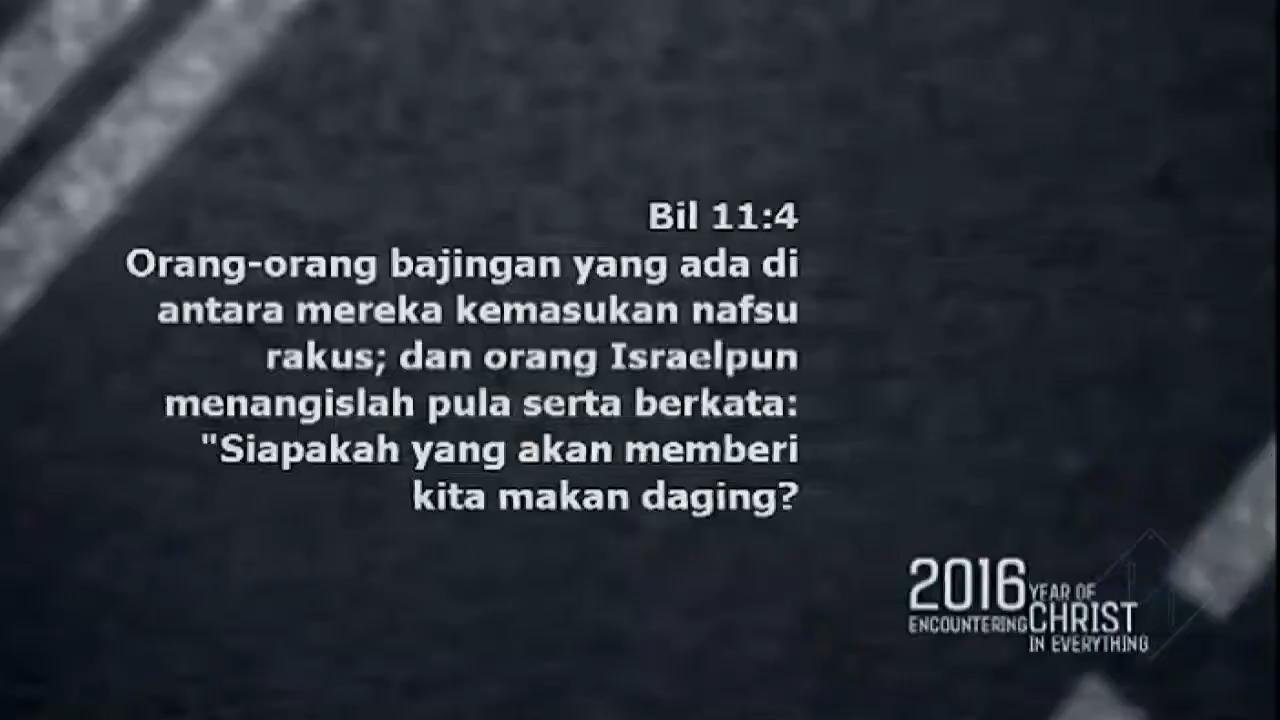 Bil 11:4
Orang-orang bajingan yang ada di
antara mereka kemasukan nafsu
rakus; dan orang Israelpun
menangislah pula serta berkata:
"Siapakah yang akan memberi
kita makan daging?
2016 YEAR OF
ENCOUNTERING CHRIST
IN EVERYTHING